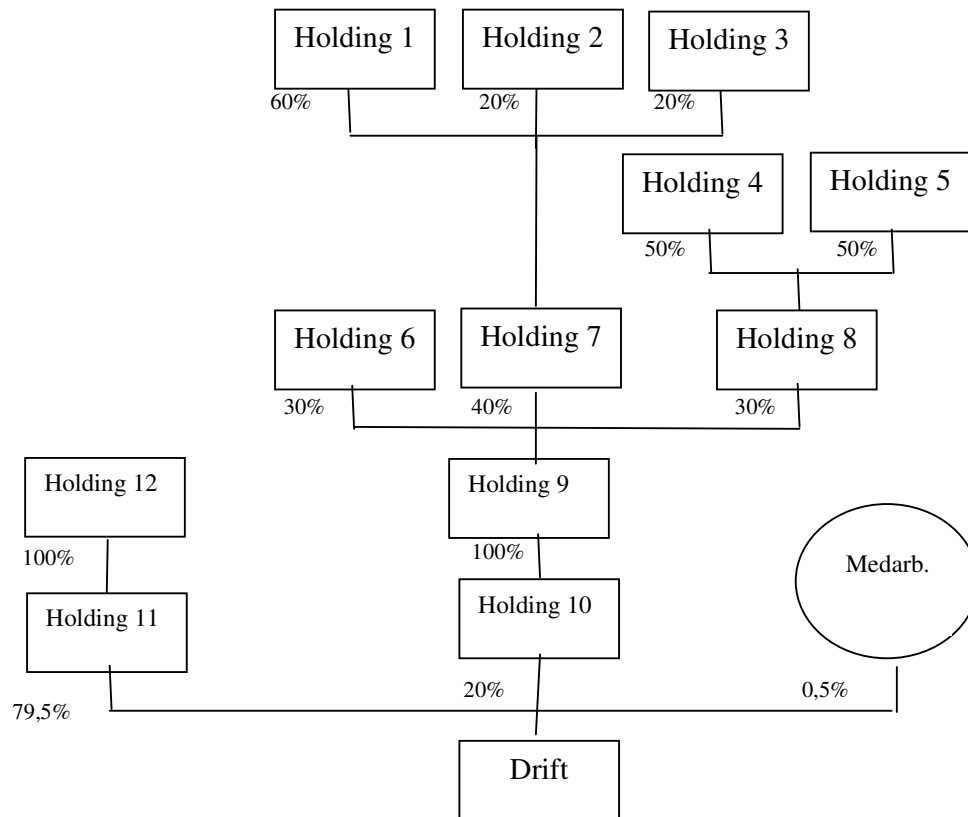 Holding 1
Holding 2
Holding 3
60%
20%
20%
Holding 4
Holding 5
50%
50%
Holding 6
Holding 7
Holding 8
30%
40%
30%
Holding 12
Holding 9
100%
100%
Medarb.
Holding 11
Holding 10
79,5%
20%
0,5%
Drift